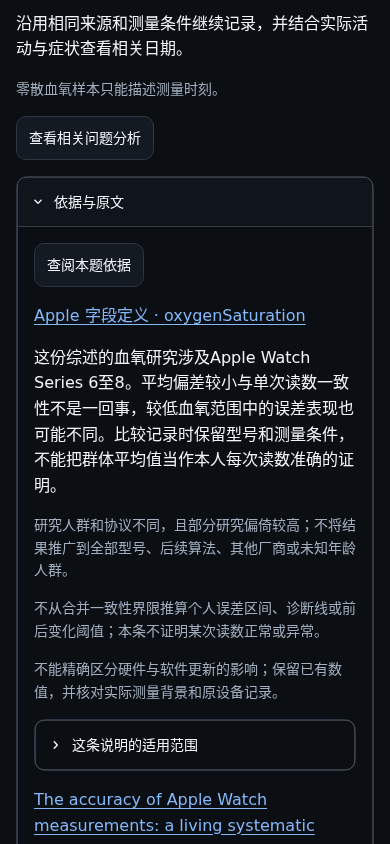 沿用相同来源和测量条件继续记录，并结合实际活
动与症状查看相关日期。
零散血氧样本只能描述测量时刻。
查看相关问题分析
依据与原文
查阅本题依据
Apple 字段定义 · oxygenSaturation
这份综述的血氧研究涉及Apple Watch
Series 6至8。平均偏差较小与单次读数一致
性不是一回事，较低血氧范围中的误差表现也
可能不同。比较记录时保留型号和测量条件，
不能把群体平均值当作本人每次读数准确的证
明。
研究人群和协议不同，且部分研究偏倚较高；不将结
果推广到全部型号、后续算法、其他厂商或未知年龄
人群。
不从合并一致性界限推算个人误差区间、诊断线或前
后变化阈值；本条不证明某次读数正常或异常。
不能精确区分硬件与软件更新的影响；保留已有数
值，并核对实际测量背景和原设备记录。
这条说明的适用范围
The accuracy of Apple Watch
measurements: a living systematic